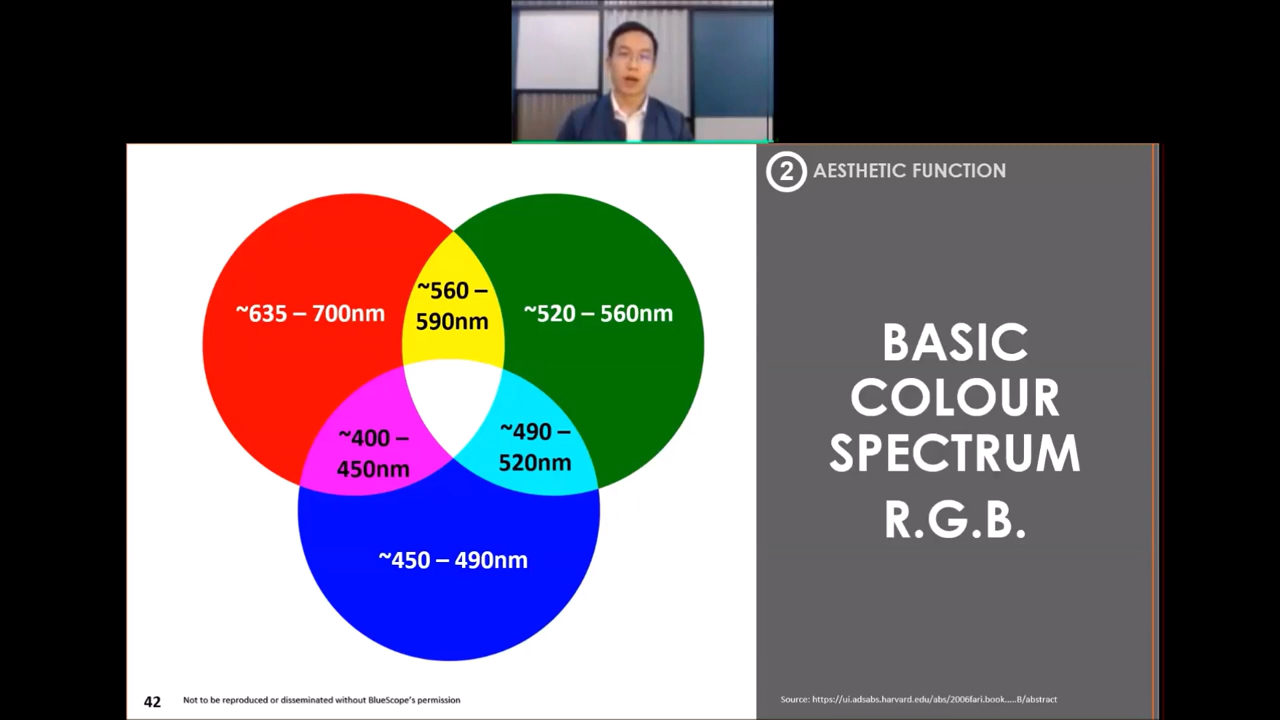 2 AESTHETIC FUNCTION
~635 – 700nm
~560 –
590nm
~520 – 560nm
~400 –
450nm
~490 –
520nm
~450 – 490nm
BASIC
COLOUR
SPECTRUM
R.G.B.
42 Not to be reproduced or disseminated without BlueScope's permission
Source: https://ui.adsabs.harvard.edu/abs/2006fari.book.....B/abstract